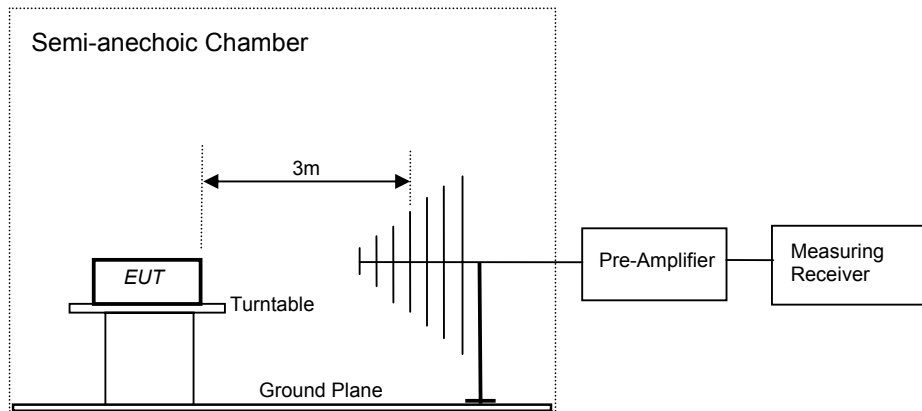 Semi-anechoic Chamber
3m
EUT
Turntable
Ground Plane
Pre-Amplifier
Measuring
Receiver